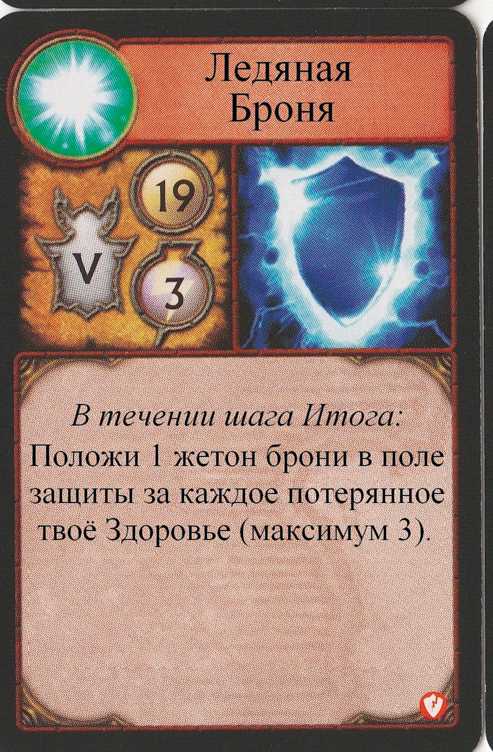 Ледяная
Броня
19
V
3
В течении шага Итога:
Положи 1 жетон брони в поле
защиты за каждое потерянное
твоё Здоровье (максимум 3).